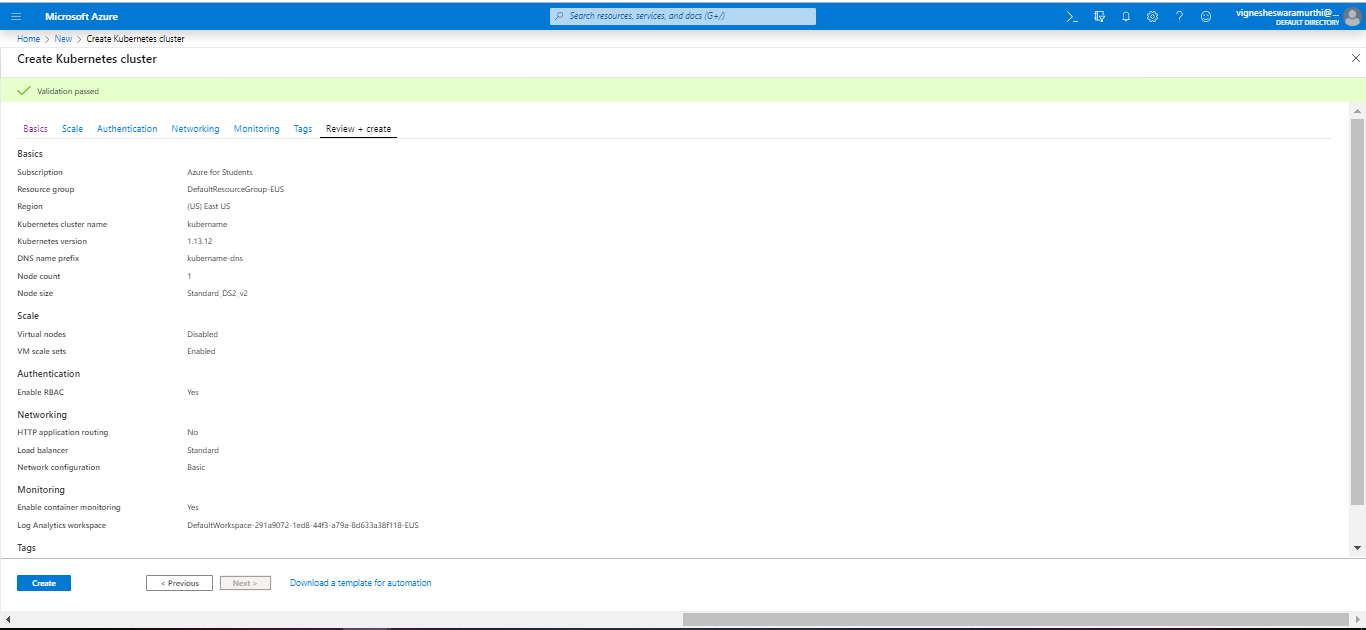 Microsoft Azure
Search resources, services, and docs (G+/)
vignesheswaramurthi@...
DEFAULT DIRECTORY
Home > New > Create Kubernetes cluster
Create Kubernetes cluster
Validation passed
Basics Scale Authentication Networking Monitoring Tags Review + create
Basics
Subscription Azure for Students
Resource group DefaultResourceGroup-EUS
Region (US) East US
Kubernetes cluster name kubername
Kubernetes version 1.13.12
DNS name prefix kubername-dns
Node count 1
Node size Standard_DS2_v2
Scale
Virtual nodes Disabled
VM scale sets Enabled
Authentication
Enable RBAC Yes
Networking
HTTP application routing No
Load balancer Standard
Network configuration Basic
Monitoring
Enable container monitoring Yes
Log Analytics workspace DefaultWorkspace-291a9072-1ed8-44f3-a79a-8d633a38f118-EUS
Tags
Create < Previous Next > Download a template for automation